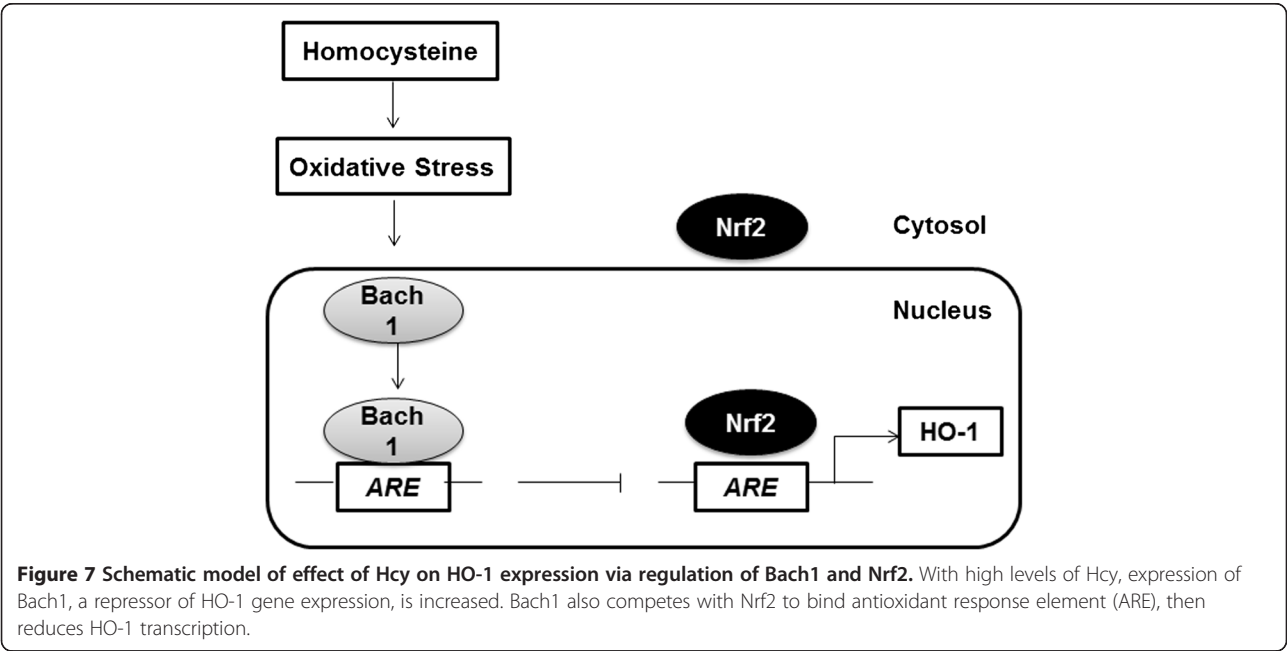 Homocysteine
Oxidative Stress
Nrf2
Cytosol
Bach
1
Nucleus
Bach
1
Nrf2
HO-1
ARE
ARE
Figure 7 Schematic model of effect of Hcy on HO-1 expression via regulation of Bach1 and Nrf2. With high levels of Hcy, expression of
Bach1, a repressor of HO-1 gene expression, is increased. Bach1 also competes with Nrf2 to bind antioxidant response element (ARE), then
reduces HO-1 transcription.